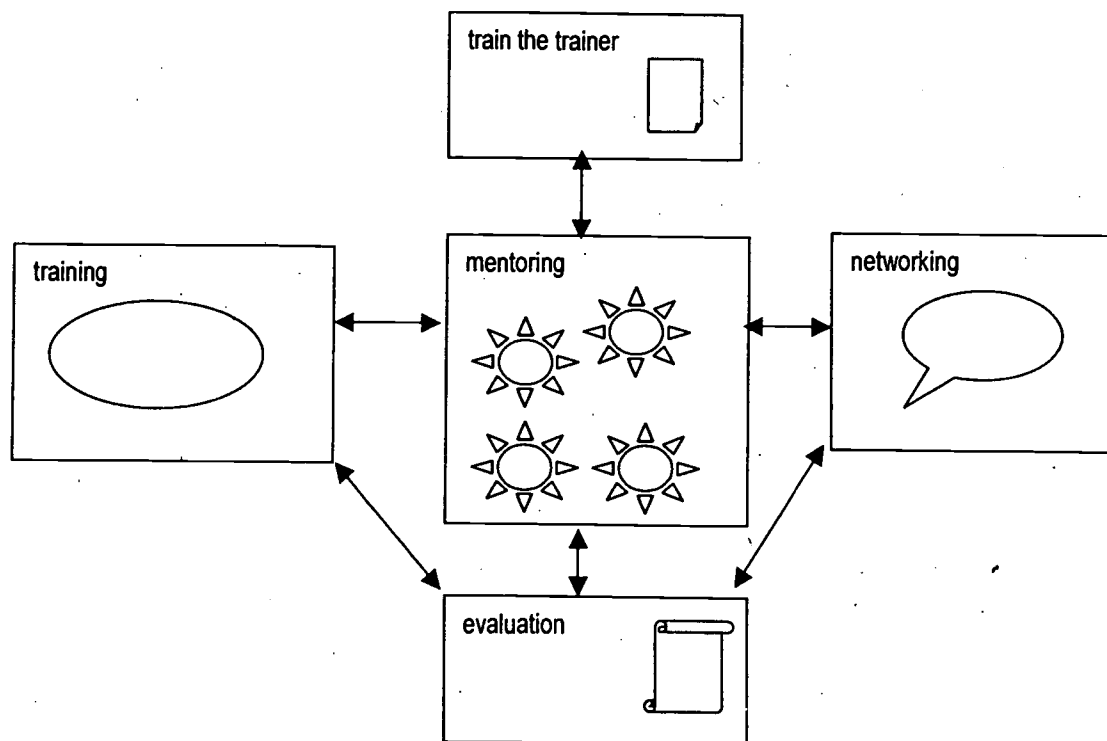 train the trainer
training
mentoring
networking
evaluation